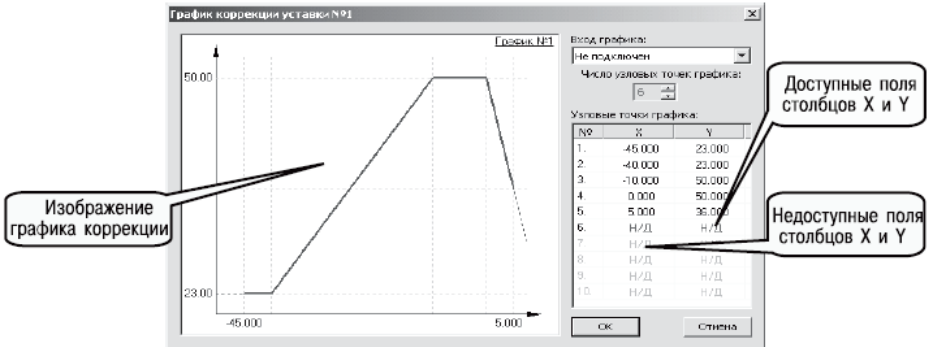 График коррекции уставки №1
График №1
50.00
23.00
-45.000
5.000
Вход графика:
Не подключен
Число узловых точек графика:
6
Узловые точки графика:
№ X Y
1. -45.000 23.000
2. -40.000 23.000
3. -10.000 50.000
4. 0.000 50.000
5. 5.000 36.000
6. Н/Д Н/Д
7. Н/Д Н/Д
8. Н/Д Н/Д
9. Н/Д Н/Д
10. Н/Д Н/Д
OK
Отмена
Изображение
графика коррекции
Доступные поля
столбцов X и Y
Недоступные поля
столбцов X и Y